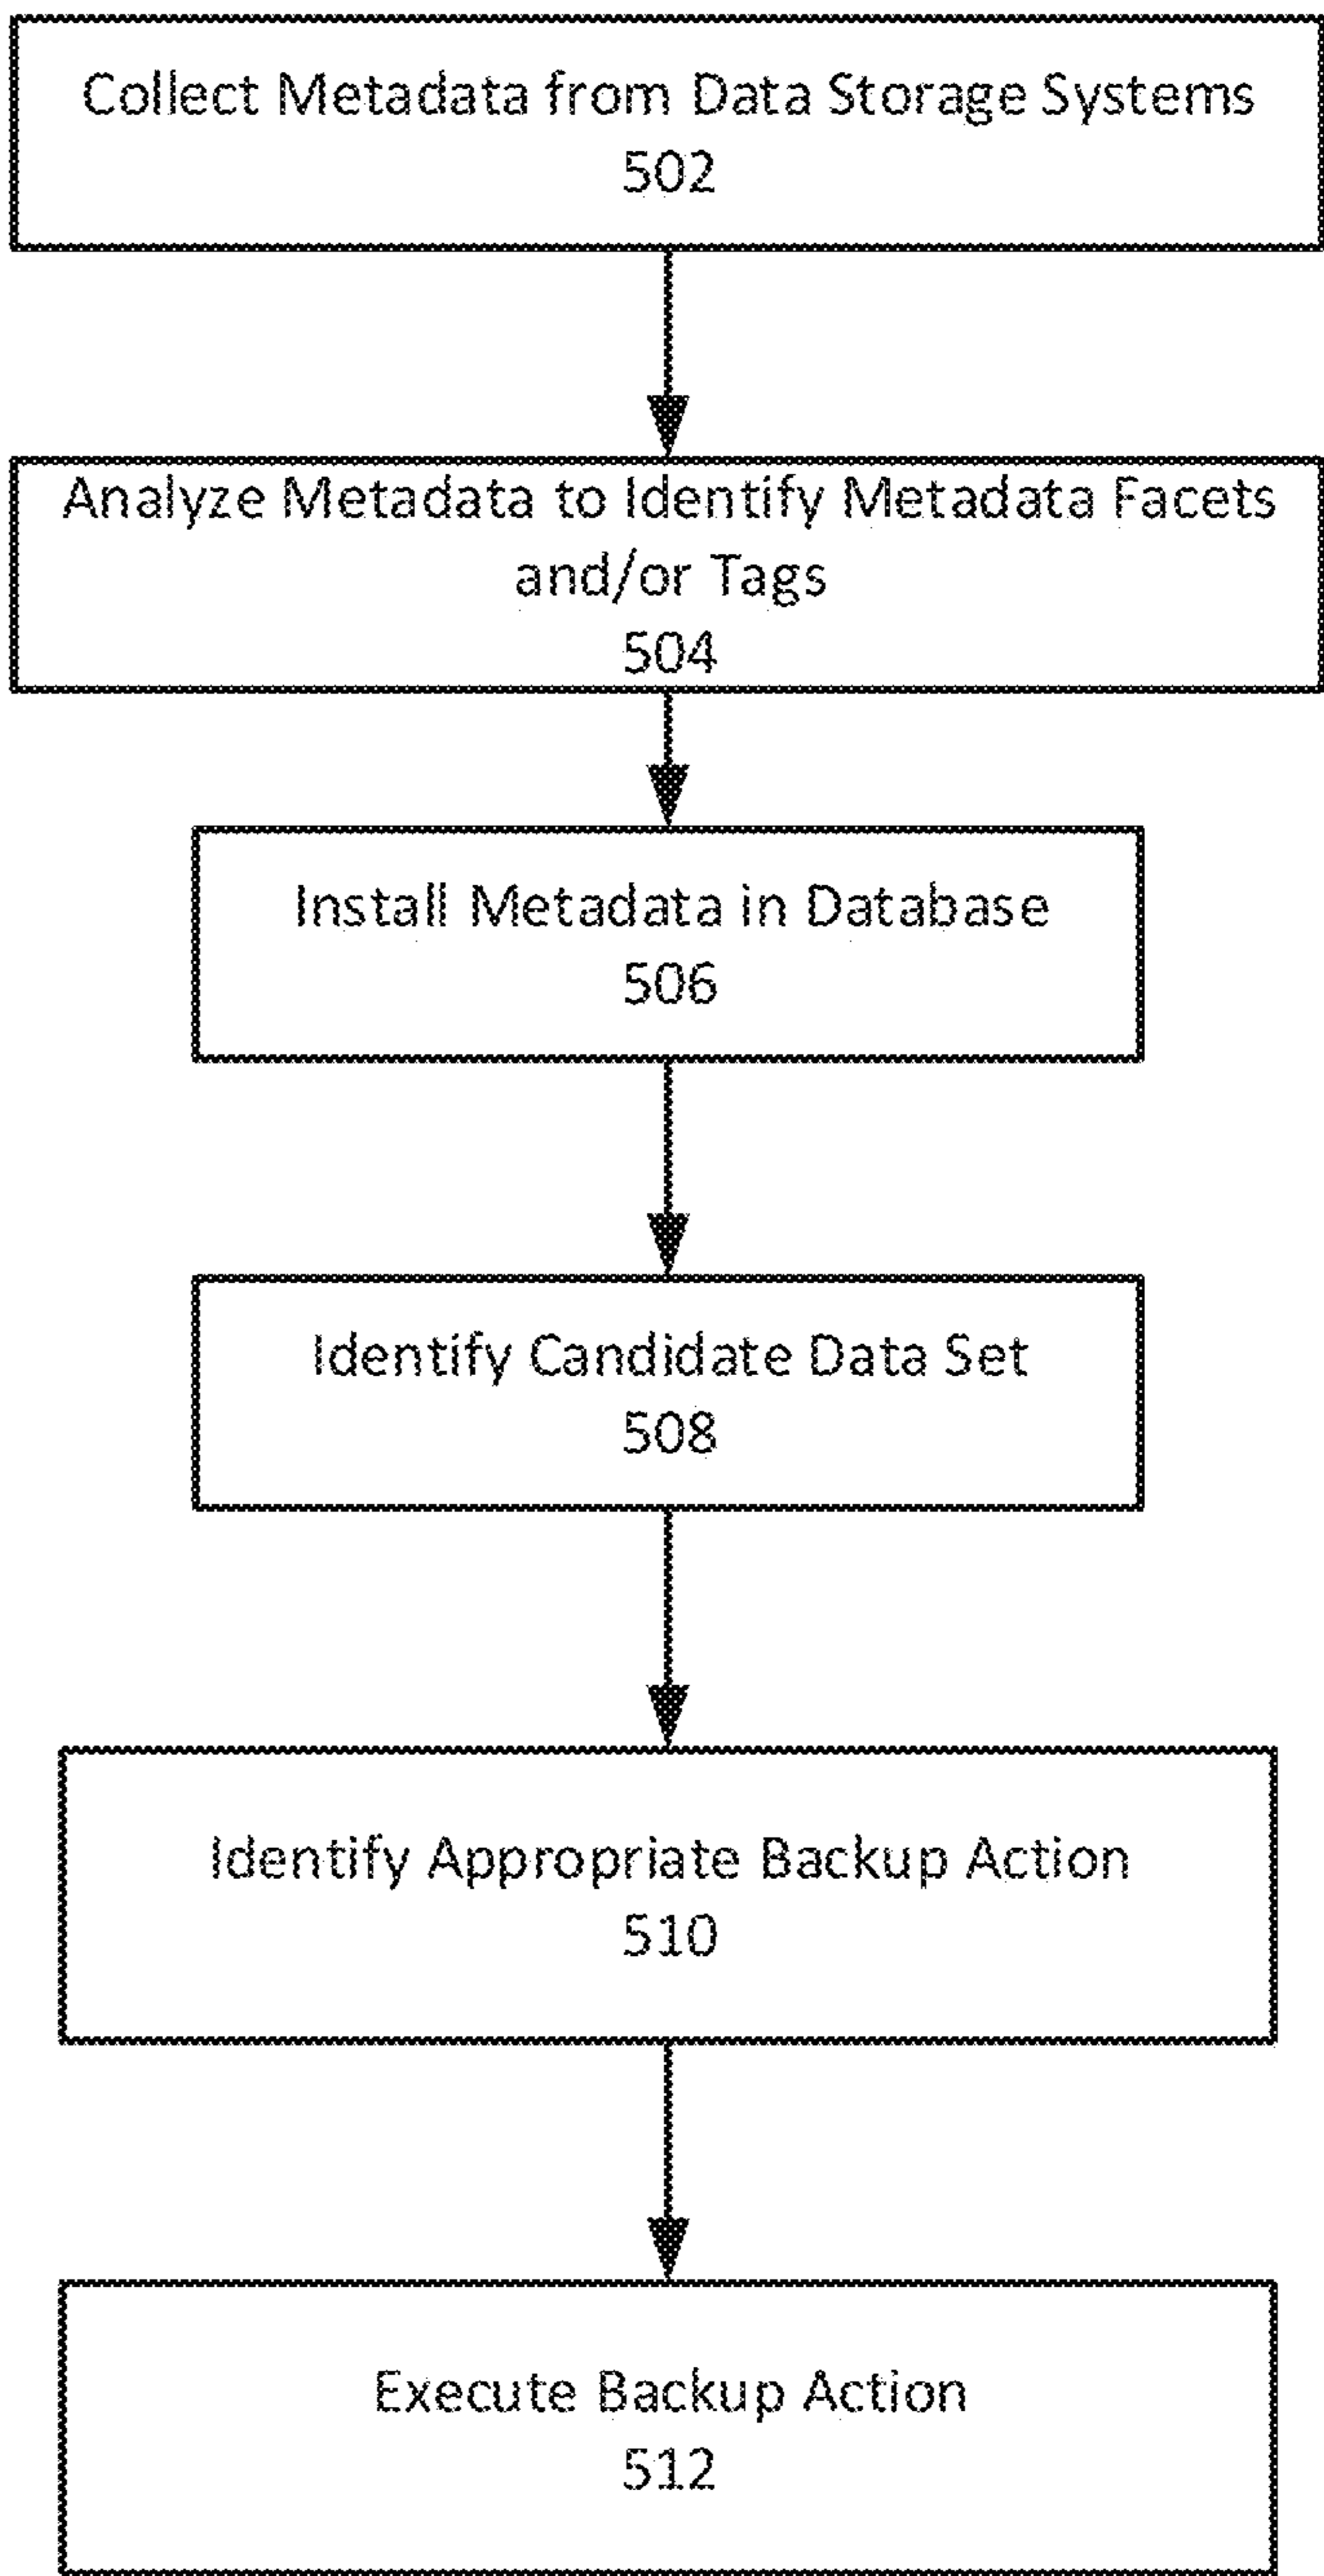 Collect Metadata from Data Storage Systems
502
Analyze Metadata to Identify Metadata Facets
and/or Tags
504
Install Metadata in Database
506
Identify Candidate Data Set
508
Identify Appropriate Backup Action
510
Execute Backup Action
512